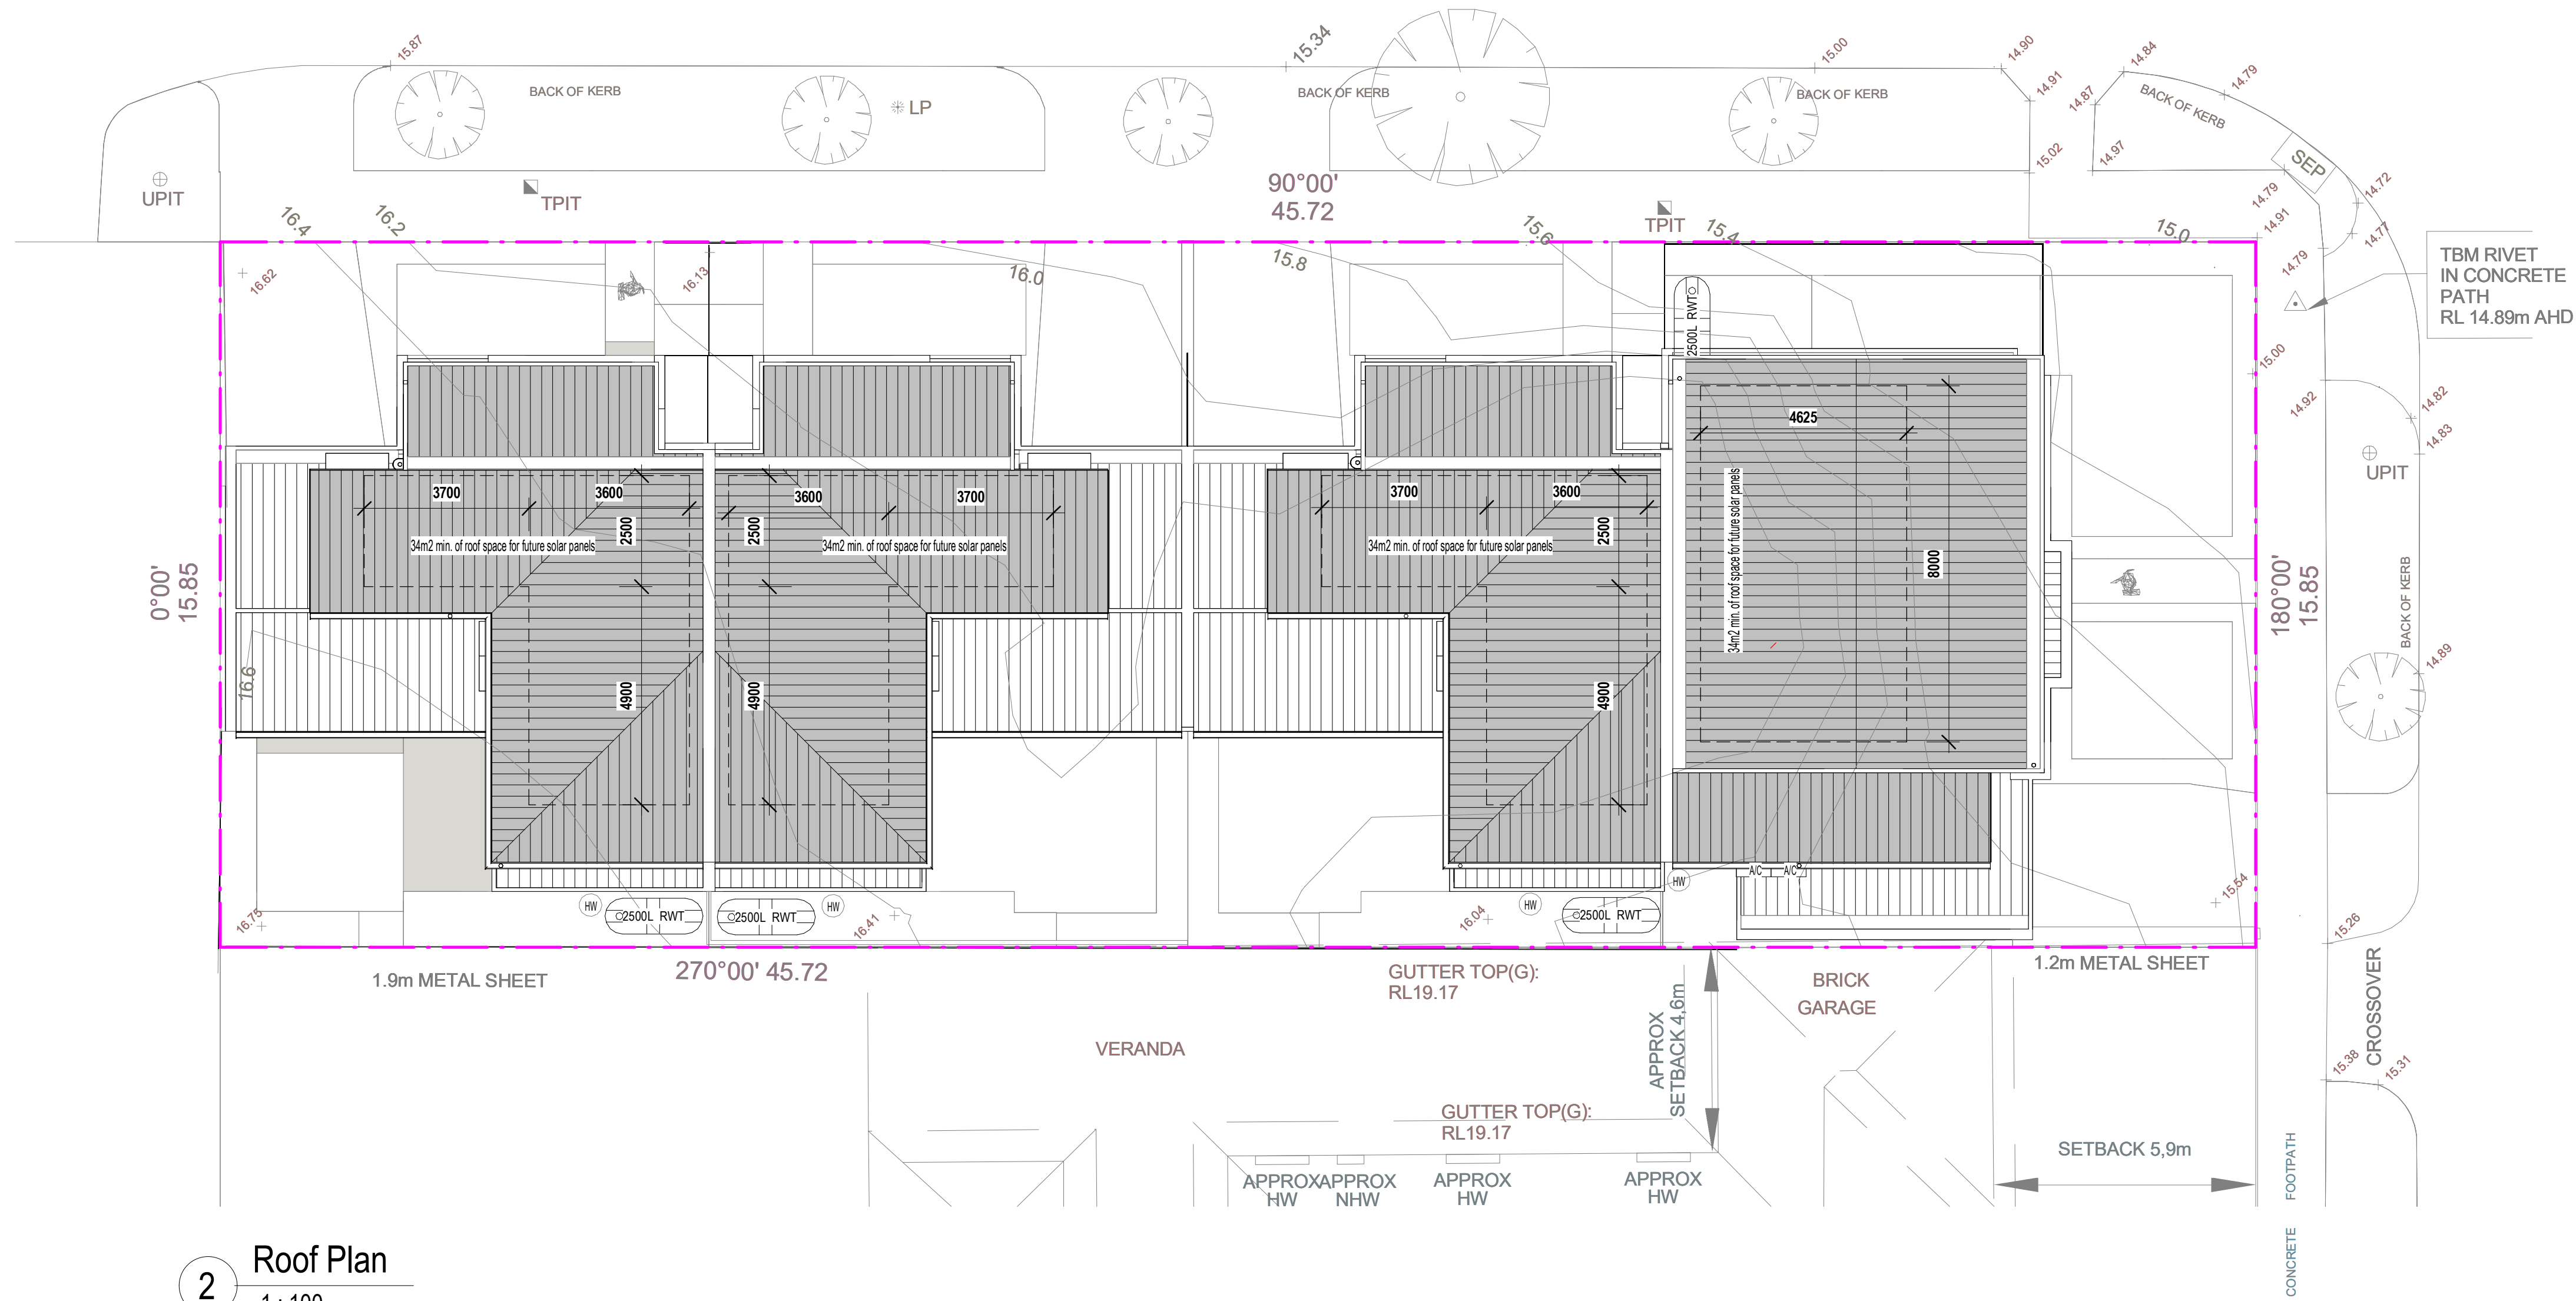 15.87
15.34
15.00
14.90
14.84
14.79
BACK OF KERB
BACK OF KERB
BACK OF KERB
BACK OF KERB
14.91
14.87
LP
15.02
14.97
SEP
14.72
14.79
14.91
14.77
14.79
UPIT
TPIT
90°00'
45.72
TPIT
16.4
16.2
16.0
15.8
15.6
15.4
15.0
16.62
16.13
TBM RIVET
IN CONCRETE
PATH
RL 14.89m AHD
2500L RWT
15.00
14.92
14.82
14.83
UPIT
4625
3700
3600
3600
3700
3700
3600
2500
2500
2500
34m2 min. of roof space for future solar panels
34m2 min. of roof space for future solar panels
34m2 min. of roof space for future solar panels
34m2 min. of roof space for future solar panels
8000
0°00'
15.85
180°00'
15.85
BACK OF KERB
14.89
16.6
4900
4900
4900
A/C
A/C
HW
HW
HW
HW
2500L RWT
2500L RWT
2500L RWT
16.75
16.41
16.04
15.54
15.26
1.9m METAL SHEET
270°00' 45.72
GUTTER TOP(G):
RL19.17
BRICK
GARAGE
1.2m METAL SHEET
CROSSOVER
APPROX
SETBACK 4,6m
VERANDA
15.38
15.31
GUTTER TOP(G):
RL19.17
SETBACK 5,9m
APPROX
HW
APPROX
NHW
APPROX
HW
APPROX
HW
CONCRETE FOOTPATH
2
Roof Plan
1 : 100